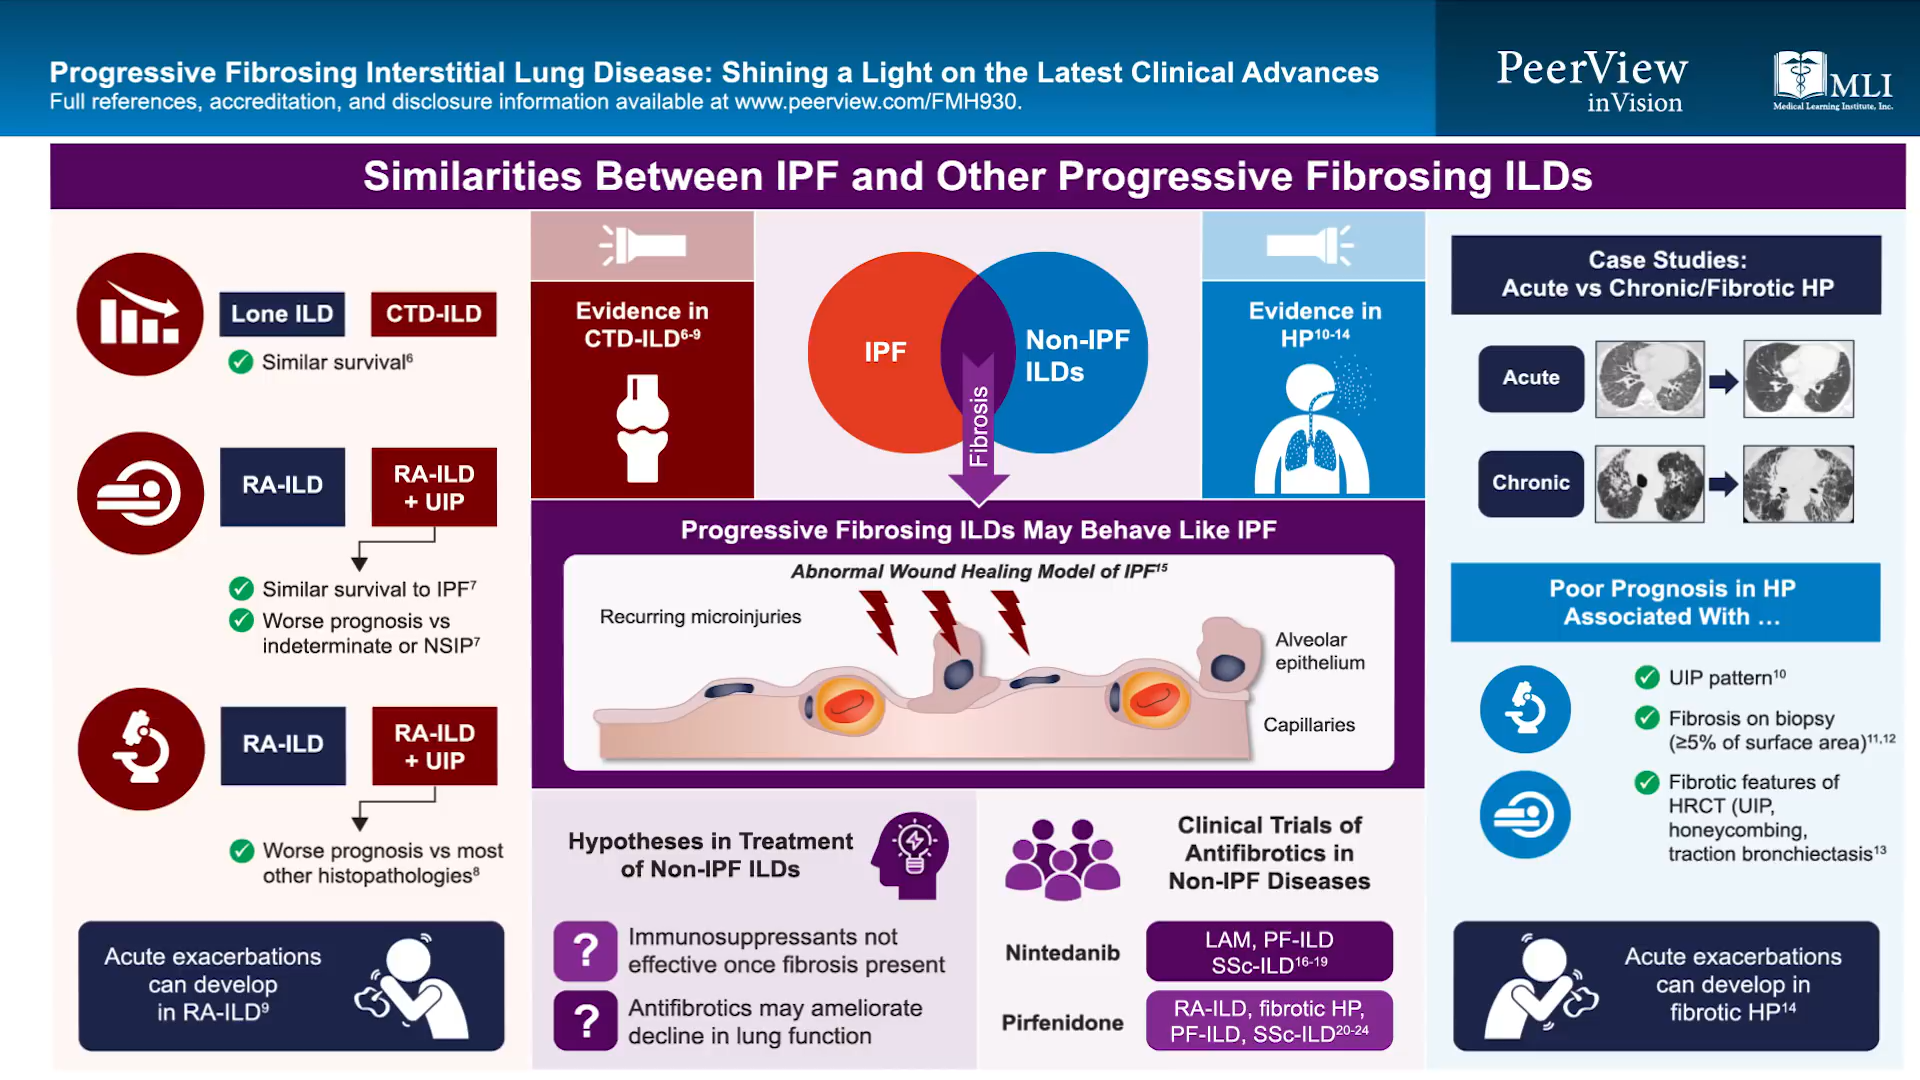 Progressive Fibrosing Interstitial Lung Disease: Shining a Light on the Latest Clinical Advances
Full references, accreditation, and disclosure information available at www.peerview.com/FMH930.
PeerView
inVision
MLI
Medical Learning Institute, Inc.
Similarities Between IPF and Other Progressive Fibrosing ILDs
Lone ILD
CTD-ILD
Similar survival⁶
RA-ILD
RA-ILD
+ UIP
Similar survival to IPF⁷
Worse prognosis vs
indeterminate or NSIP⁷
RA-ILD
RA-ILD
+ UIP
Worse prognosis vs most
other histopathologies⁸
Acute exacerbations
can develop
in RA-ILD⁹
Evidence in
CTD-ILD⁶⁻⁹
IPF
Non-IPF
ILDs
Fibrosis
Evidence in
HP¹⁰⁻¹⁴
Progressive Fibrosing ILDs May Behave Like IPF
Abnormal Wound Healing Model of IPF¹⁵
Recurring microinjuries
Alveolar
epithelium
Capillaries
Hypotheses in Treatment
of Non-IPF ILDs
?
Immunosuppressants not
effective once fibrosis present
?
Antifibrotics may ameliorate
decline in lung function
Clinical Trials of
Antifibrotics in
Non-IPF Diseases
Nintedanib
LAM, PF-ILD
SSc-ILD¹⁶⁻¹⁹
Pirfenidone
RA-ILD, fibrotic HP,
PF-ILD, SSc-ILD²⁰⁻²⁴
Case Studies:
Acute vs Chronic/Fibrotic HP
Acute
Chronic
Poor Prognosis in HP
Associated With ...
UIP pattern¹⁰
Fibrosis on biopsy
(≥5% of surface area)¹¹,¹²
Fibrotic features of
HRCT (UIP,
honeycombing,
traction bronchiectasis¹³
Acute exacerbations
can develop in
fibrotic HP¹⁴